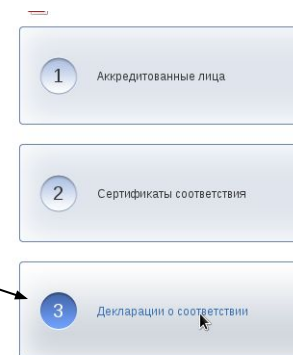 1 Аккредитованные лица
2 Сертификаты соответствия
3 Декларации о соответствии